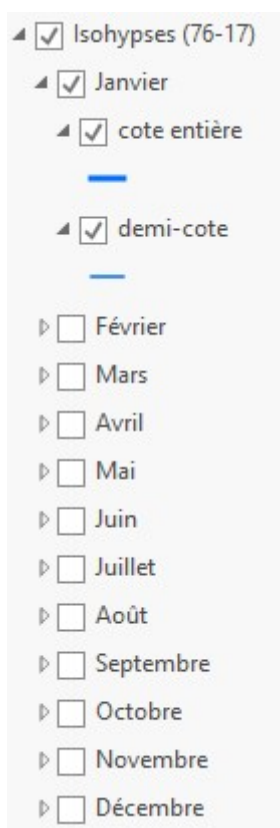 Isohypses (76-17)
Janvier
cote entière
demi-cote
Février
Mars
Avril
Mai
Juin
Juillet
Août
Septembre
Octobre
Novembre
Décembre